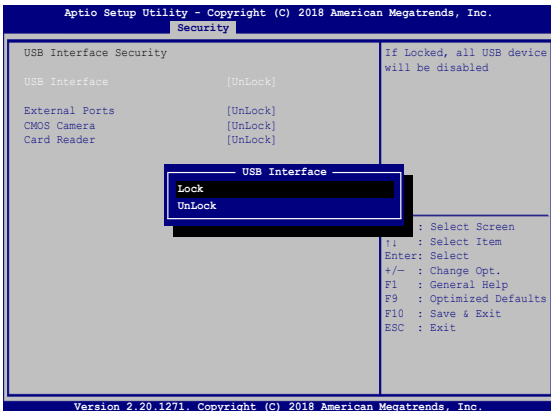 Aptio Setup Utility - Copyright (C) 2018 American Megatrends, Inc.
Security
USB Interface Security
USB Interface [UnLock]
External Ports [UnLock]
CMOS Camera [UnLock]
Card Reader [UnLock]
If Locked, all USB device
will be disabled
USB Interface
Lock
UnLock
: Select Screen
↑↓ : Select Item
Enter: Select
+/— : Change Opt.
F1 : General Help
F9 : Optimized Defaults
F10 : Save & Exit
ESC : Exit
Version 2.20.1271. Copyright (C) 2018 American Megatrends, Inc.